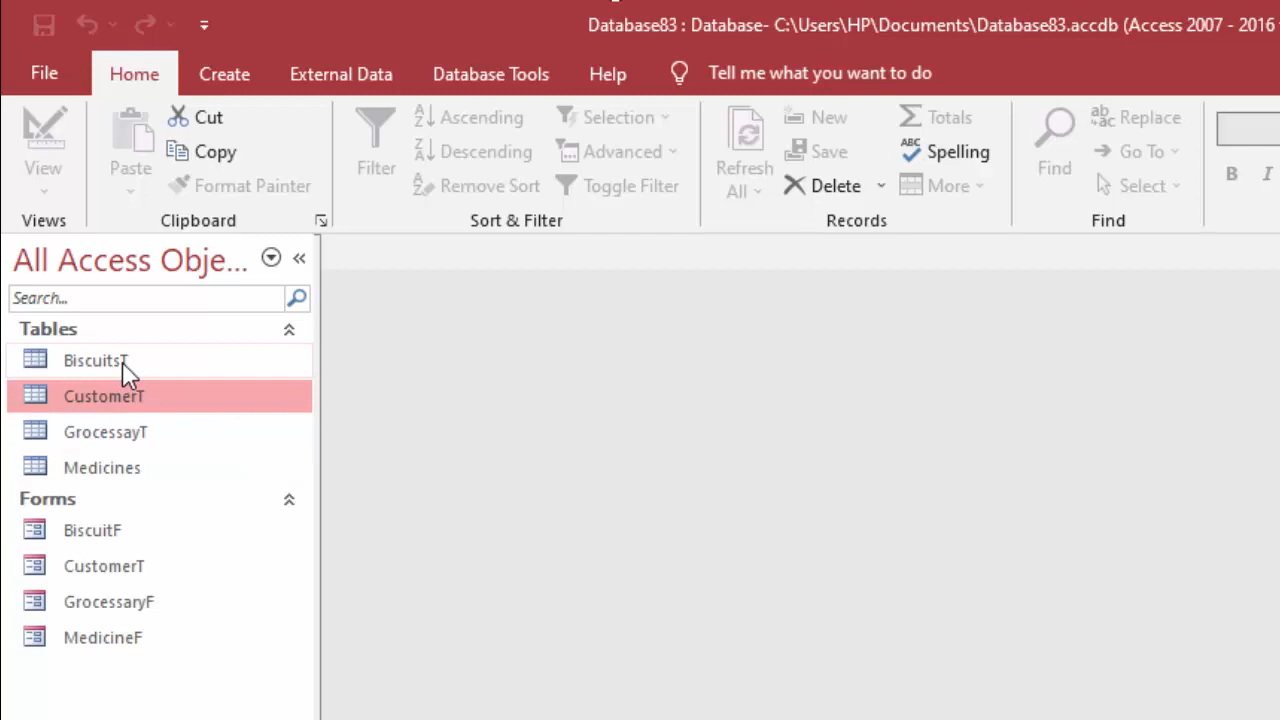 Database83 : Database- C:\Users\HP\Documents\Database83.accdb (Access 2007 - 2016
File Home Create External Data Database Tools Help Tell me what you want to do
View
Views
Paste
Cut
Copy
Format Painter
Clipboard
Filter
Ascending
Descending
Remove Sort
Selection
Advanced
Toggle Filter
Sort & Filter
Refresh
All
New
Save
Delete
Totals
Spelling
More
Records
Find
Replace
Go To
Select
Find
B I
All Access Obje...
Search...
Tables
BiscuitsT
CustomerT
GrocessayT
Medicines
Forms
BiscuitF
CustomerT
GrocessaryF
MedicineF